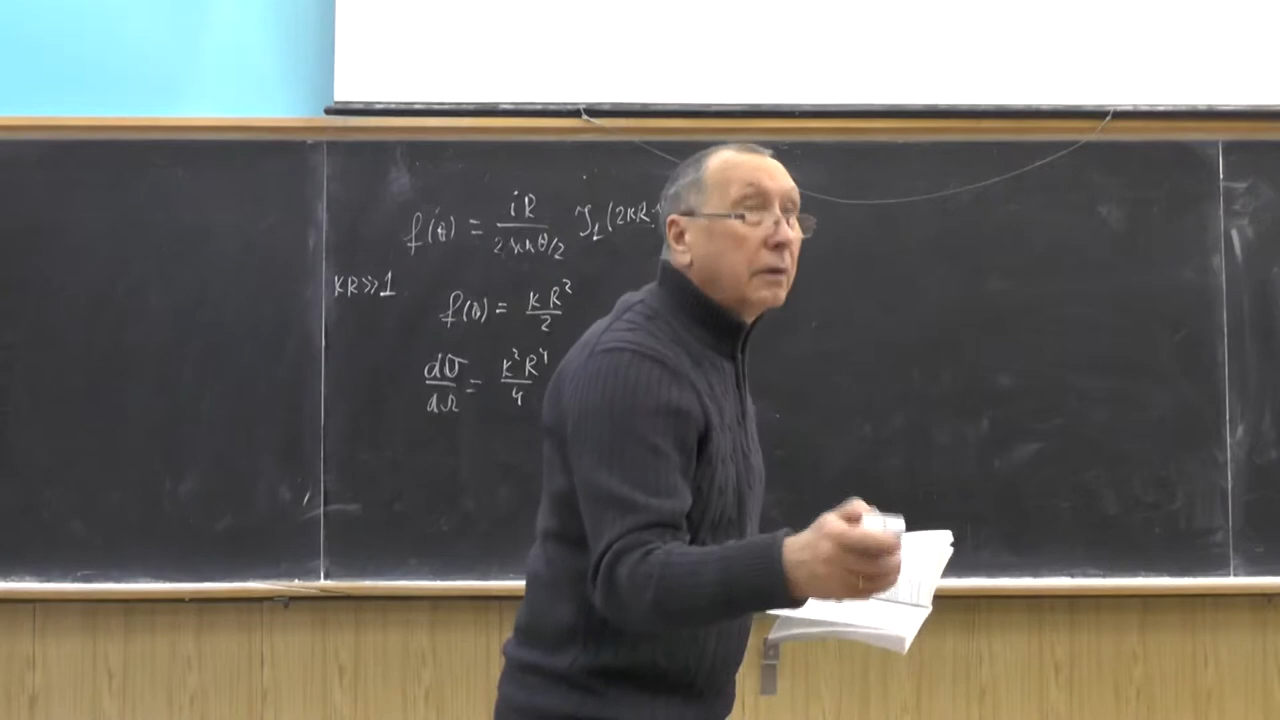 f(θ) = iR / 2 sin θ/2 J₁(2kR
kR≫1
f(θ) = kR² / 2
dσ/dΩ = k²R⁴ / 4